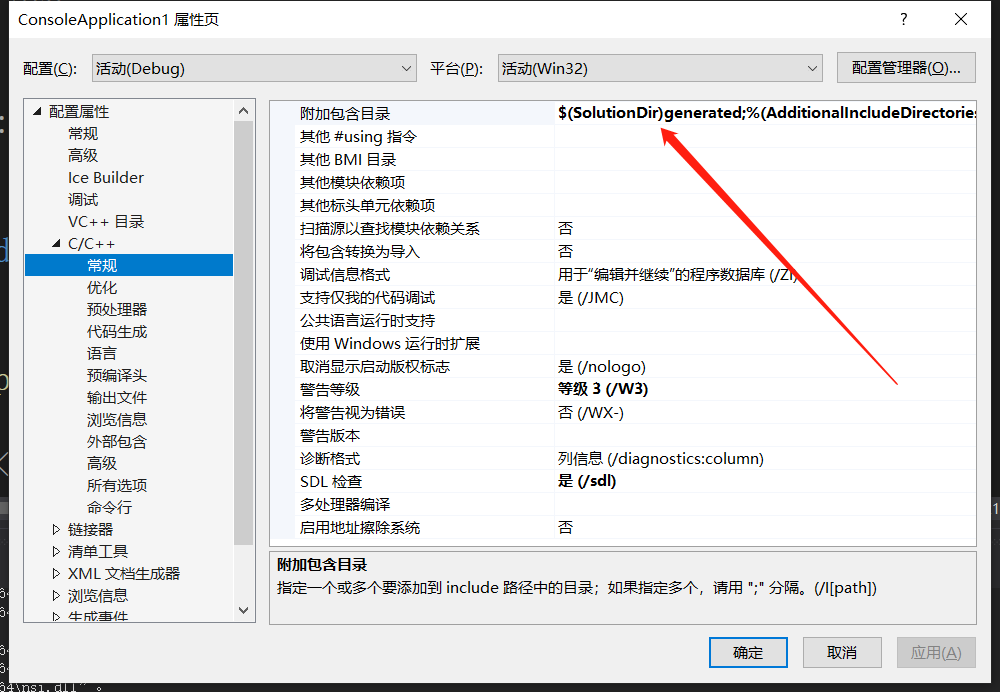 ConsoleApplication1 属性页
?
配置(C):
活动(Debug)
平台(P):
活动(Win32)
配置管理器(O)...
配置属性
常规
高级
Ice Builder
调试
VC++ 目录
C/C++
常规
优化
预处理器
代码生成
语言
预编译头
输出文件
浏览信息
外部包含
高级
所有选项
命令行
链接器
清单工具
XML 文档生成器
浏览信息
生成事件
附加包含目录 $(SolutionDir)generated;%(AdditionalIncludeDirectories
其他 #using 指令
其他 BMI 目录
其他模块依赖项
其他标头单元依赖项
扫描源以查找模块依赖关系 否
将包含转换为导入 否
调试信息格式 用于“编辑并继续”的程序数据库 (/ZI)
支持仅我的代码调试 是 (/JMC)
公共语言运行时支持
使用 Windows 运行时扩展
取消显示启动版权标志 是 (/nologo)
警告等级 等级 3 (/W3)
将警告视为错误 否 (/WX-)
警告版本
诊断格式 列信息 (/diagnostics:column)
SDL 检查 是 (/sdl)
多处理器编译
启用地址擦除系统 否
附加包含目录
指定一个或多个要添加到 include 路径中的目录；如果指定多个，请用 ";" 分隔。(/I[path])
确定
取消
应用(A)
64\nsi.dll”。